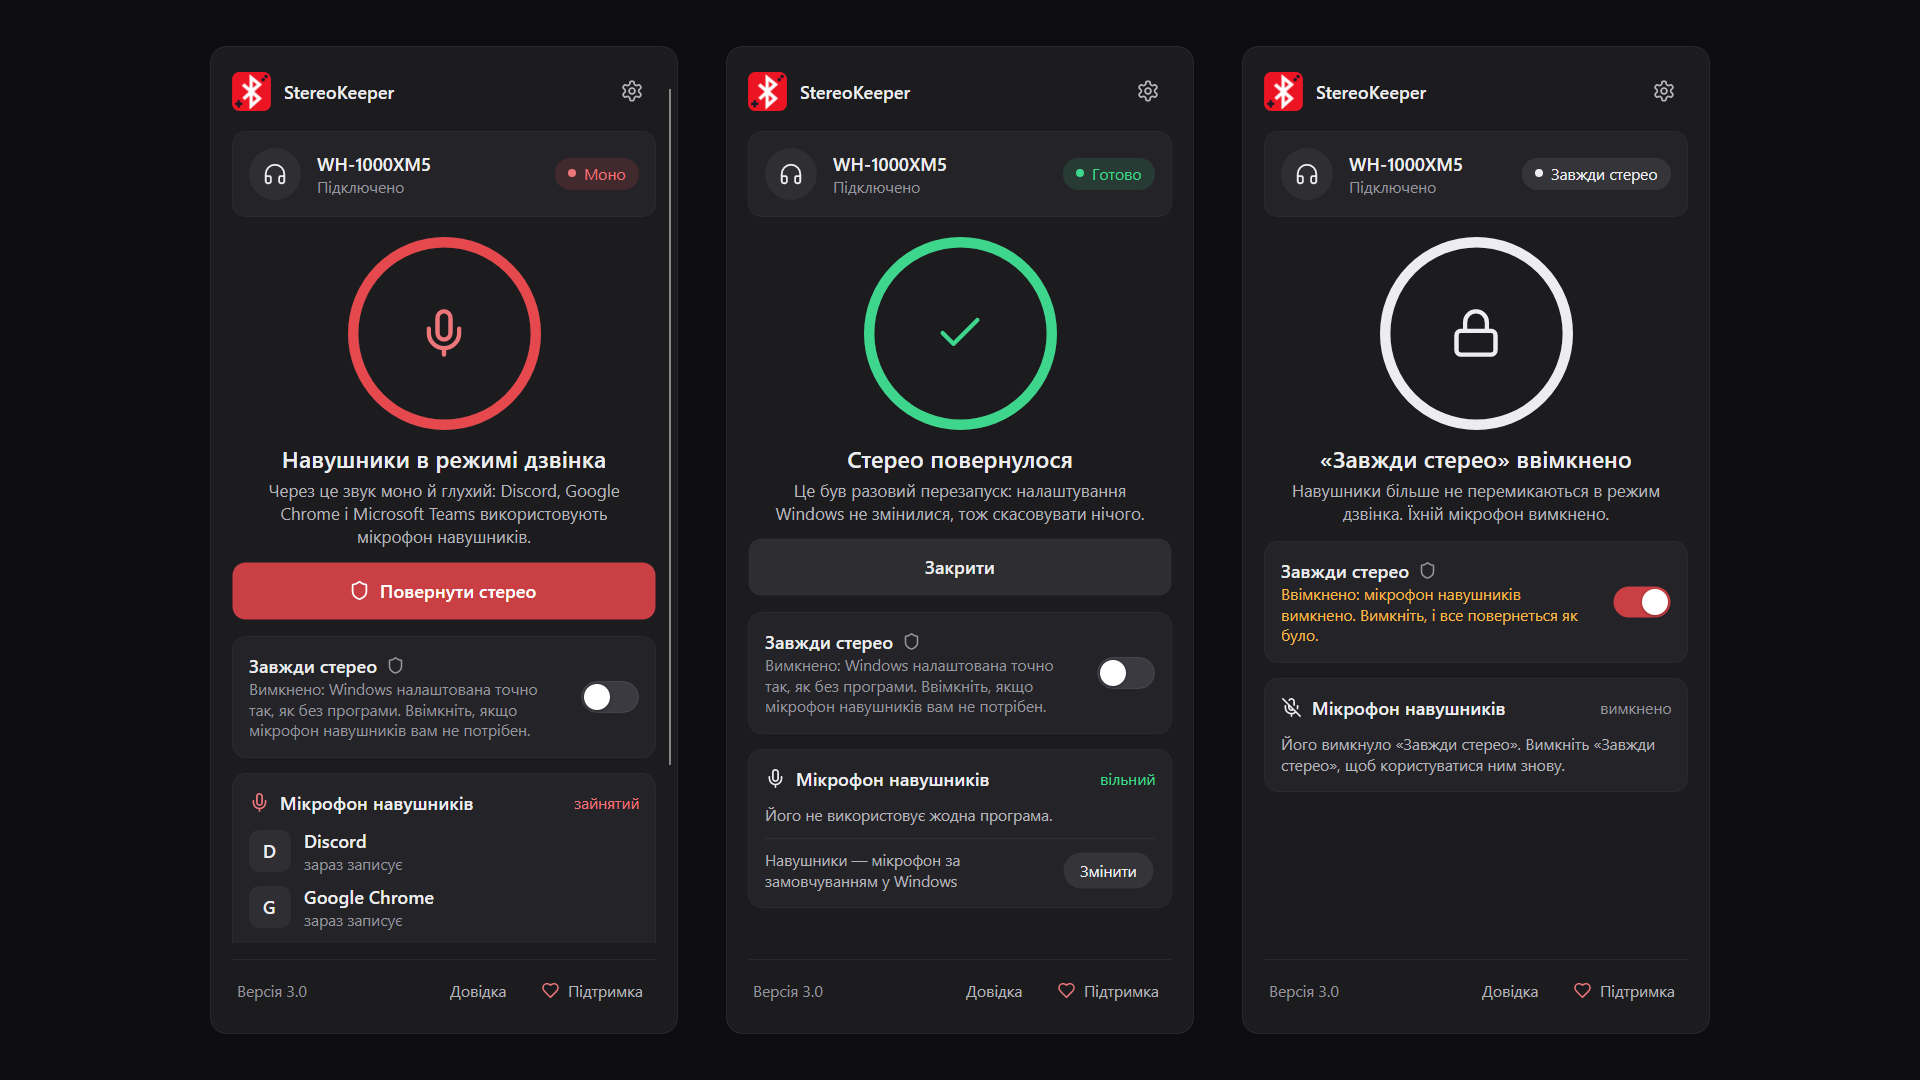 StereoKeeper
WH-1000XM5
Підключено
Моно
Навушники в режимі дзвінка
Через це звук моно й глухий: Discord, Google
Chrome і Microsoft Teams використовують
мікрофон навушників.
Повернути стерео
Завжди стерео
Вимкнено: Windows налаштована точно
так, як без програми. Ввімкніть, якщо
мікрофон навушників вам не потрібен.
Мікрофон навушників
зайнятий
D
Discord
зараз записує
G
Google Chrome
зараз записує
Версія 3.0
Довідка
Підтримка
StereoKeeper
WH-1000XM5
Підключено
Готово
Стерео повернулося
Це був разовий перезапуск: налаштування
Windows не змінилися, тож скасовувати нічого.
Закрити
Завжди стерео
Вимкнено: Windows налаштована точно
так, як без програми. Ввімкніть, якщо
мікрофон навушників вам не потрібен.
Мікрофон навушників
вільний
Його не використовує жодна програма.
Навушники — мікрофон за
замовчуванням у Windows
Змінити
Версія 3.0
Довідка
Підтримка
StereoKeeper
WH-1000XM5
Підключено
Завжди стерео
«Завжди стерео» ввімкнено
Навушники більше не перемикаються в режим
дзвінка. Їхній мікрофон вимкнено.
Завжди стерео
Ввімкнено: мікрофон навушників
вимкнено. Вимкніть, і все повернеться як
було.
Мікрофон навушників
вимкнено
Його вимкнуло «Завжди стерео». Вимкніть «Завжди
стерео», щоб користуватися ним знову.
Версія 3.0
Довідка
Підтримка